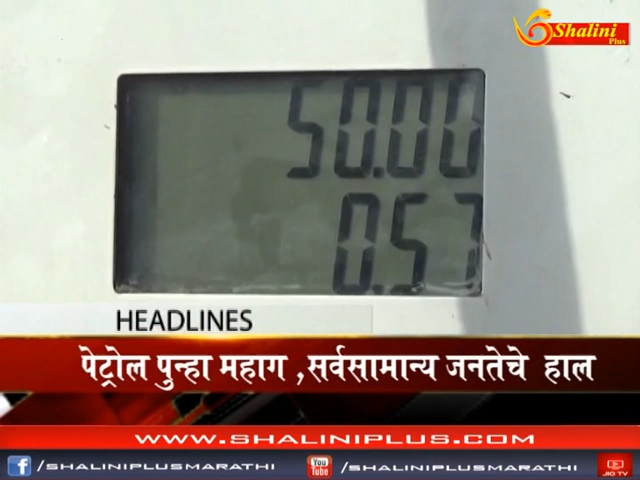 Shalini
Plus
50.00
0.57
HEADLINES
पेट्रोल पुन्हा महाग ,सर्वसामान्य जनतेचे हाल
WWW.SHALINIPLUS.COM
f /SHALINIPLUSMARATHI You Tube /SHALINIPLUSMARATHI JIO TV